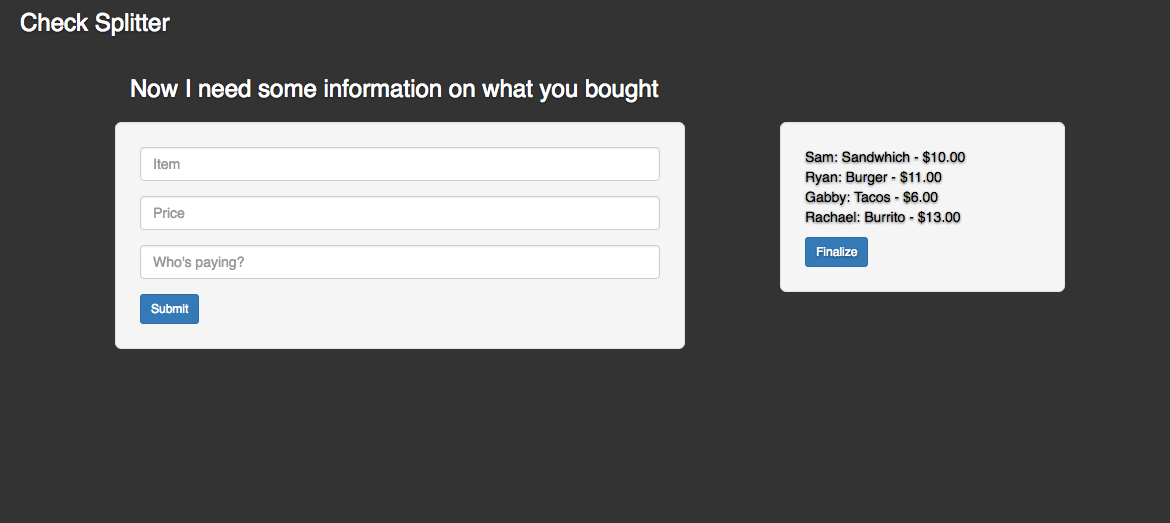 Check Splitter
Now I need some information on what you bought
Item
Price
Who's paying?
Submit
Sam: Sandwhich - $10.00
Ryan: Burger - $11.00
Gabby: Tacos - $6.00
Rachael: Burrito - $13.00
Finalize